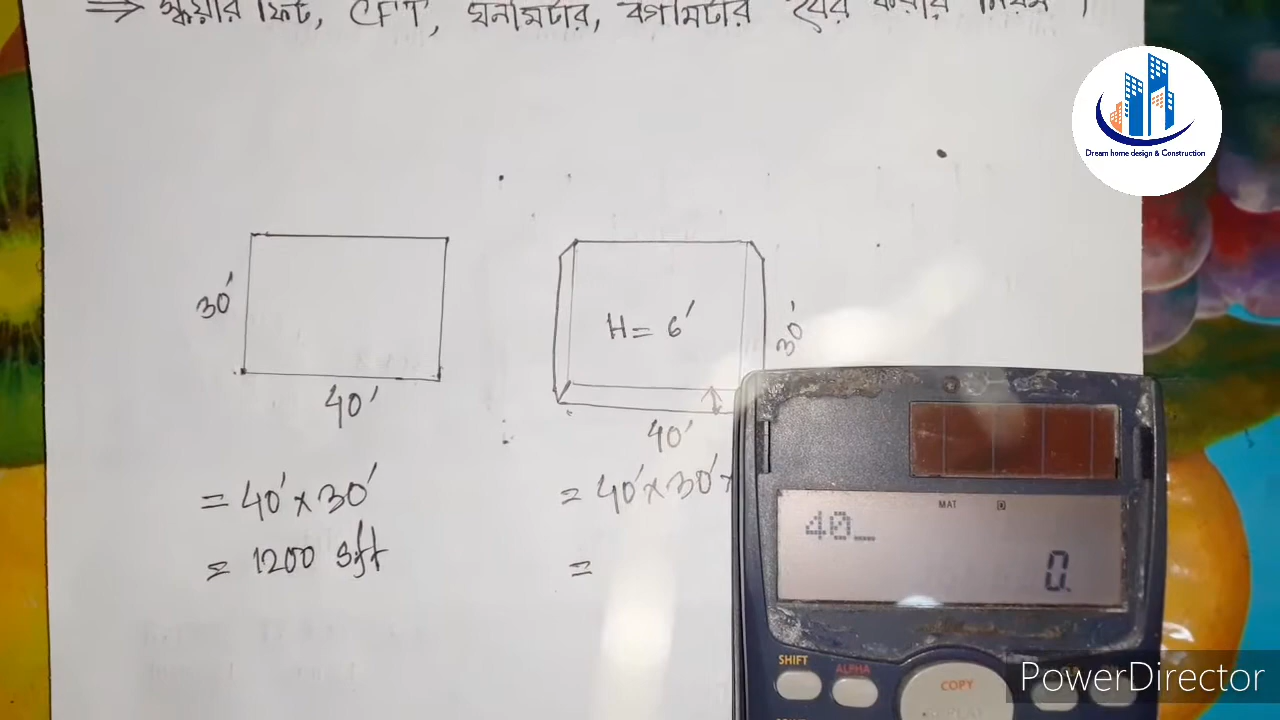 ⇒ স্কয়ার ফিট, CFT, ঘনমিটার, বর্গমিটার বের করার নিয়ম ।
Dream home design & Construction
30'
40'
H = 6'
30'
40'
= 40' × 30'
= 1200 sft
= 40' × 30' ×
=
MAT D
40_
0.
SHIFT
ALPHA
COPY
PowerDirector